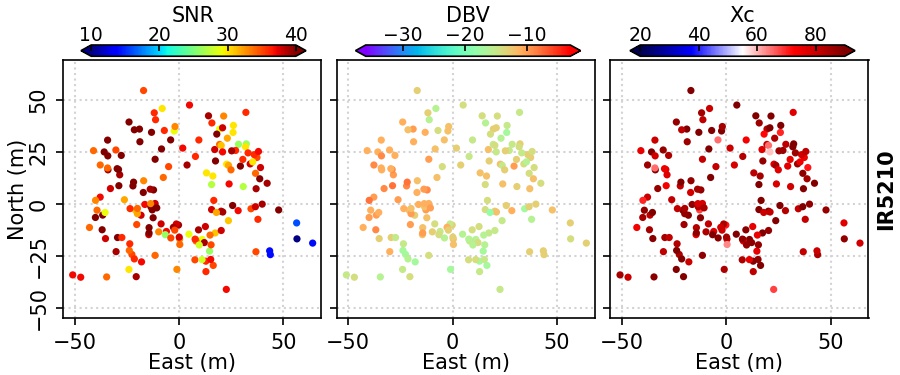 SNR DBV Xc
10 20 30 40 −30 −20 −10 20 40 60 80
50
25
0
−25
−50
North (m)
IR5210
−50 0 50 −50 0 50 −50 0 50
East (m) East (m) East (m)